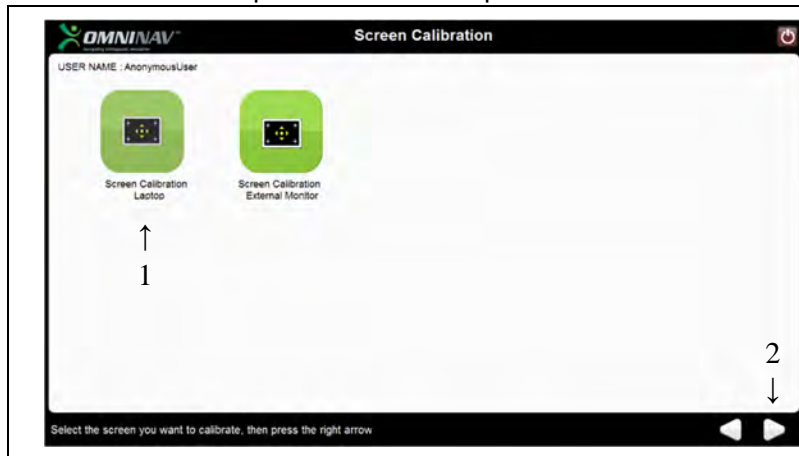 OMNINAV™
Screen Calibration
USER NAME : AnonymousUser
Screen Calibration
Laptop
Screen Calibration
External Monitor
↑
1
2
↓
Select the screen you want to calibrate, then press the right arrow